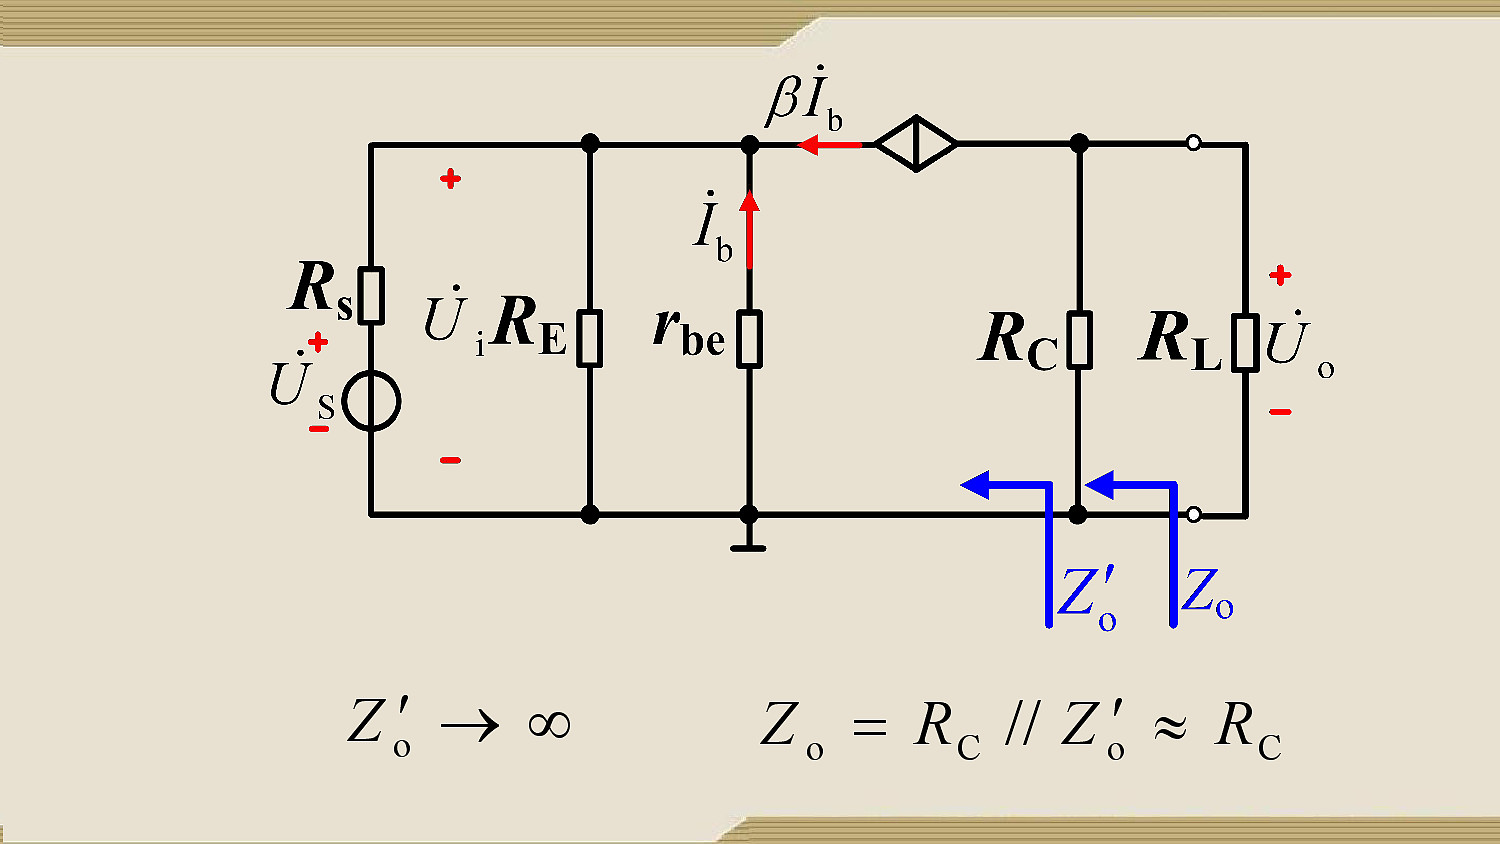 βİb
İb
Rs
+
U̇S
−
+
U̇i
−
RE
rbe
RC
RL
+
U̇o
−
Z′o
Zo
Z′o → ∞
Zo = RC // Z′o ≈ RC